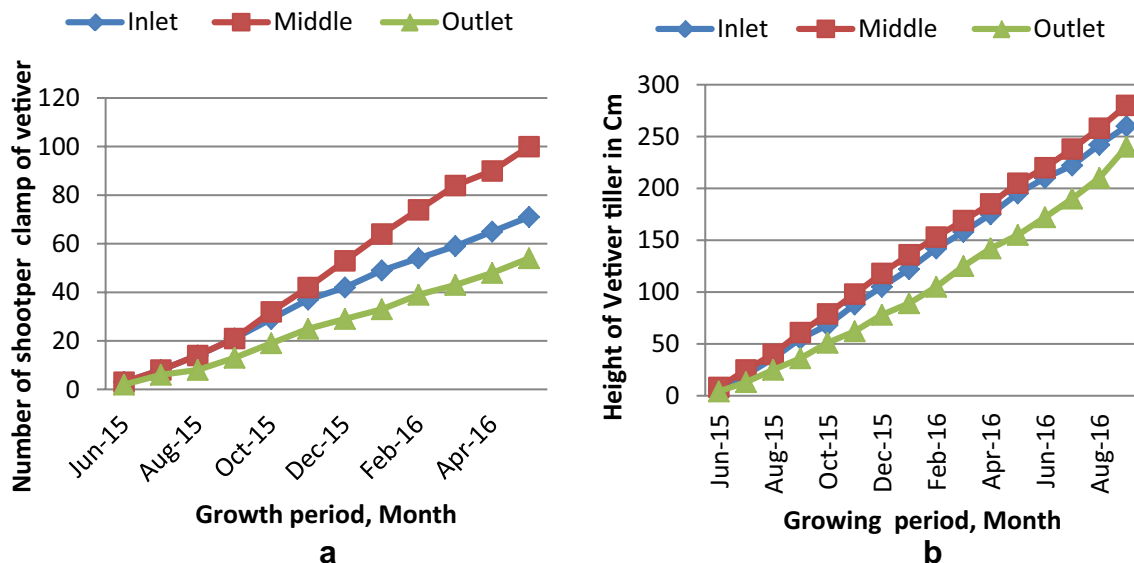 Inlet Middle Outlet
Number of shootper clamp of vetiver
120
100
80
60
40
20
0
Jun-15
Aug-15
Oct-15
Dec-15
Feb-16
Apr-16
Growth period, Month
a
Inlet Middle Outlet
Height of Vetiver tiller in Cm
300
250
200
150
100
50
0
Jun-15
Aug-15
Oct-15
Dec-15
Feb-16
Apr-16
Jun-16
Aug-16
Growing period, Month
b